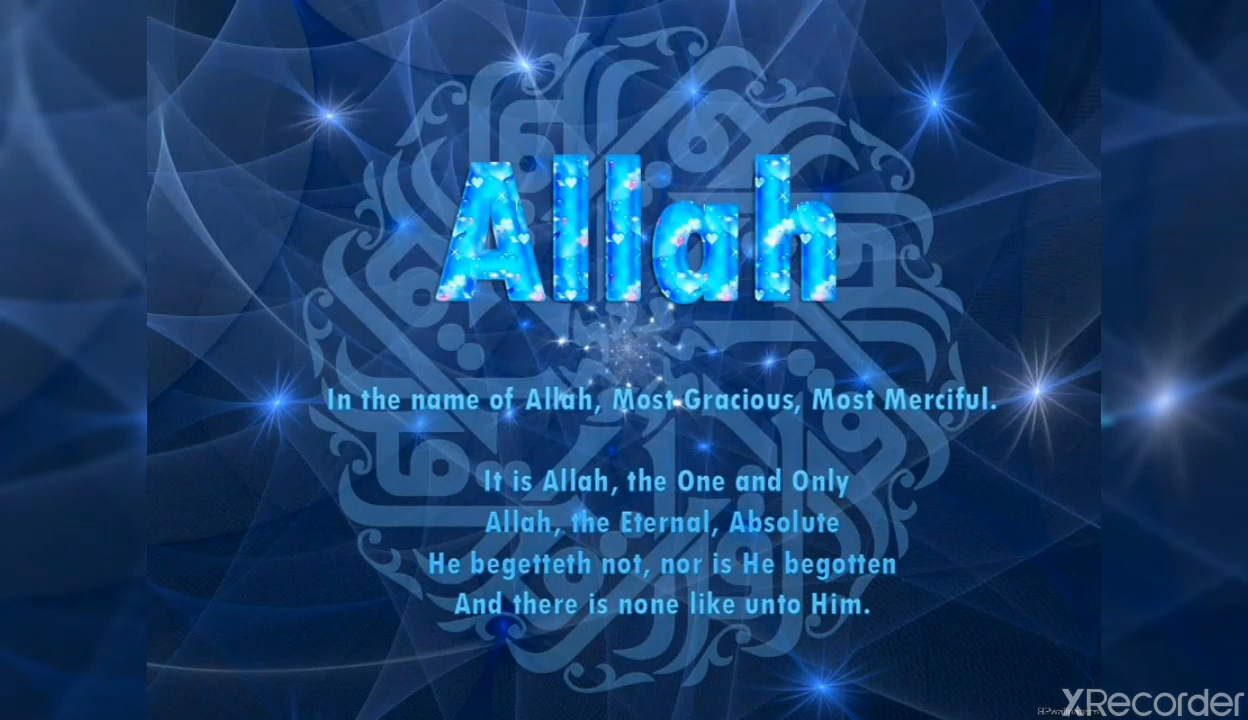 Allah
In the name of Allah, Most Gracious, Most Merciful.
It is Allah, the One and Only
Allah, the Eternal, Absolute
He begetteth not, nor is He begotten
And there is none like unto Him.
XRecorder